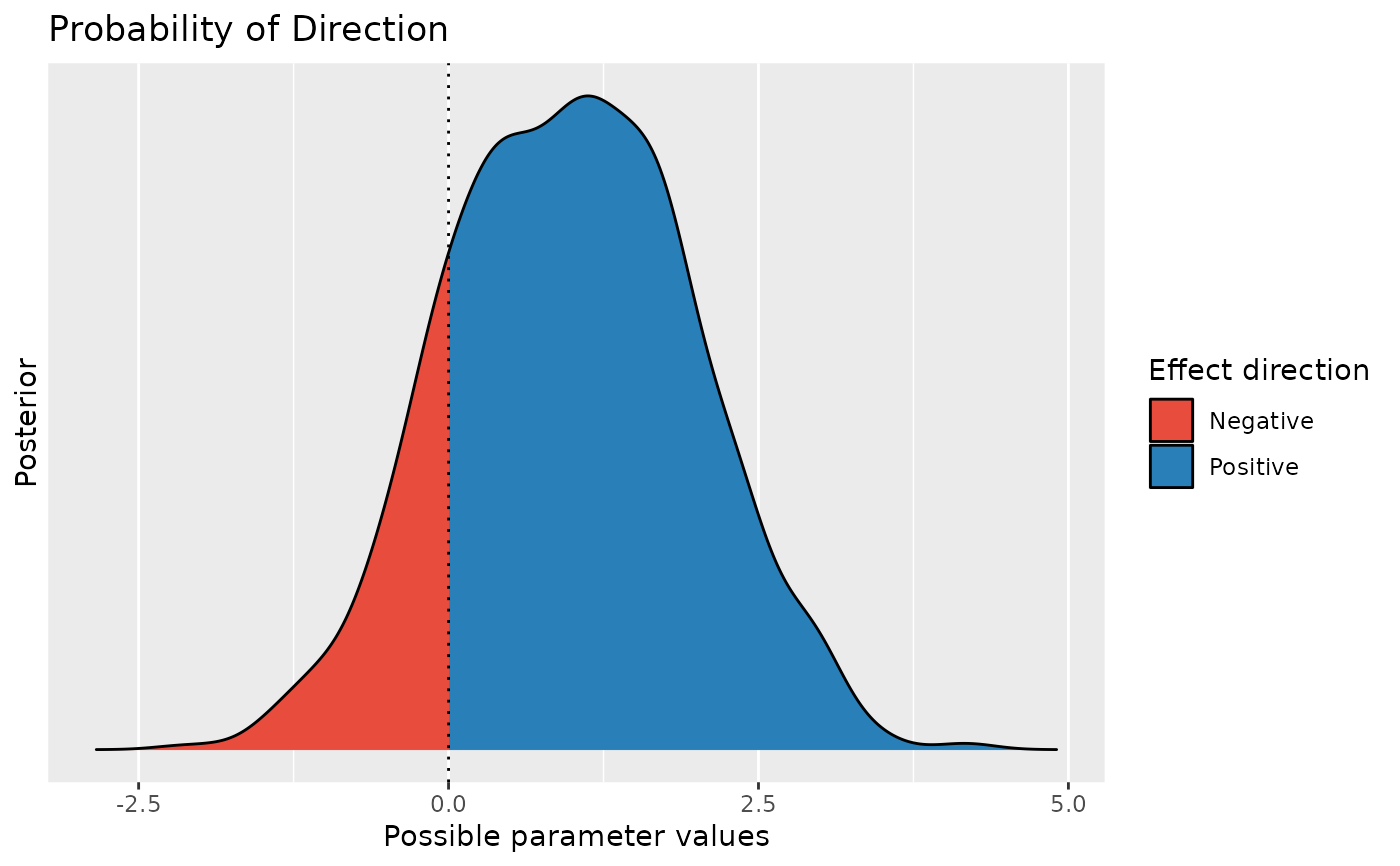 Probability of Direction
Posterior
-2.5
0.0
2.5
5.0
Possible parameter values
Effect direction
Negative
Positive